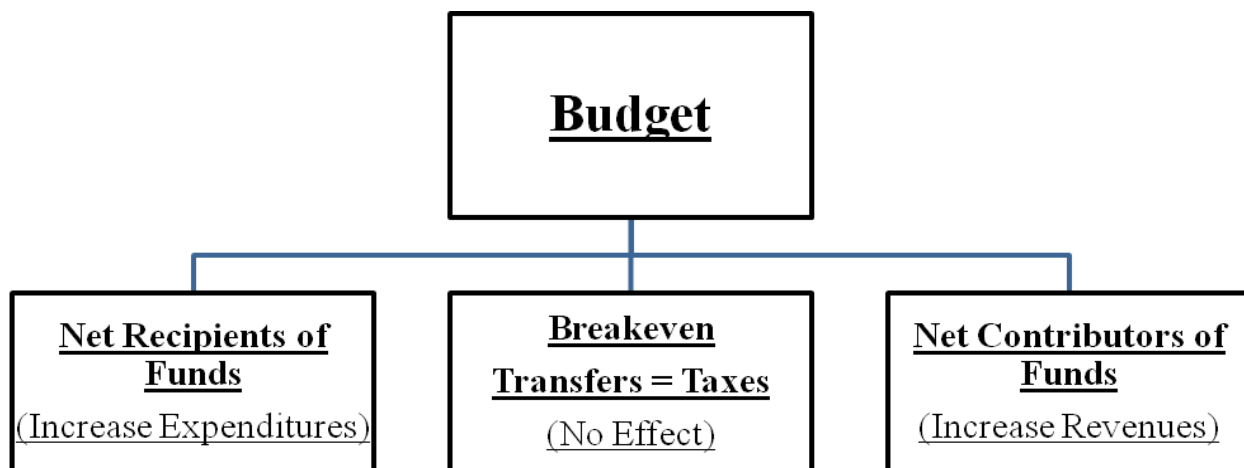 Budget
Net Recipients of
Funds
(Increase Expenditures)
Breakeven
Transfers = Taxes
(No Effect)
Net Contributors of
Funds
(Increase Revenues)